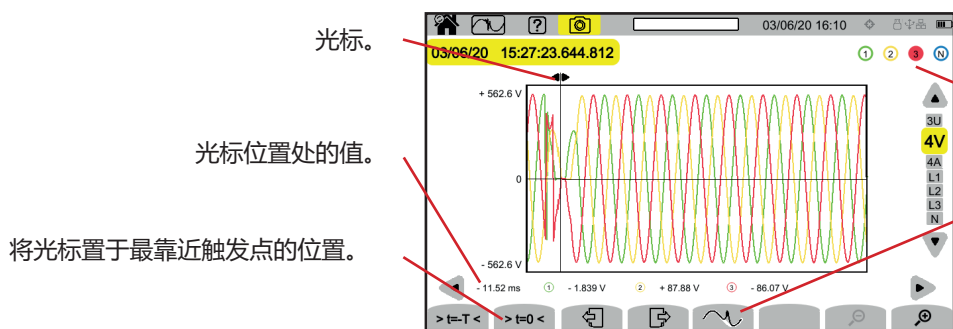 03/06/20 16:10
光标。
03/06/20 15:27:23.644.812
1 2 3 N
+ 562.6 V
3U
4V
光标位置处的值。
4A
L1
0
L2
L3
N
将光标置于最靠近触发点的位置。
- 562.6 V
- 11.52 ms 1 - 1.839 V 2 + 87.88 V 3 - 86.07 V
> t=-T < > t=0 <